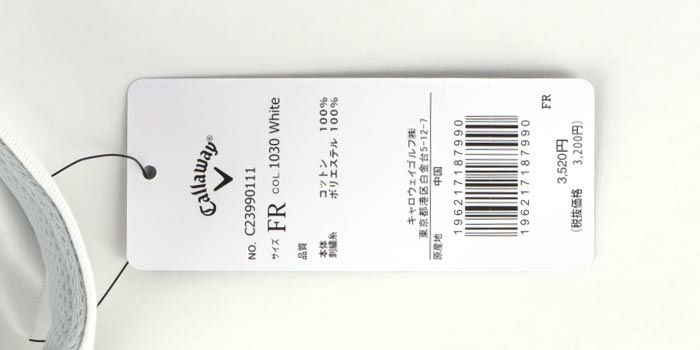 Callaway®
NO. C23990111
サイズ FR COL. 1030 White
品質
本体 コットン 100%
刺繍糸 ポリエステル 100%
キャロウェイゴルフ㈱
東京都港区白金台5-12-7
原産地 中国
196217187990
196217187990
FR
3,520円
(税抜価格 3,200円)